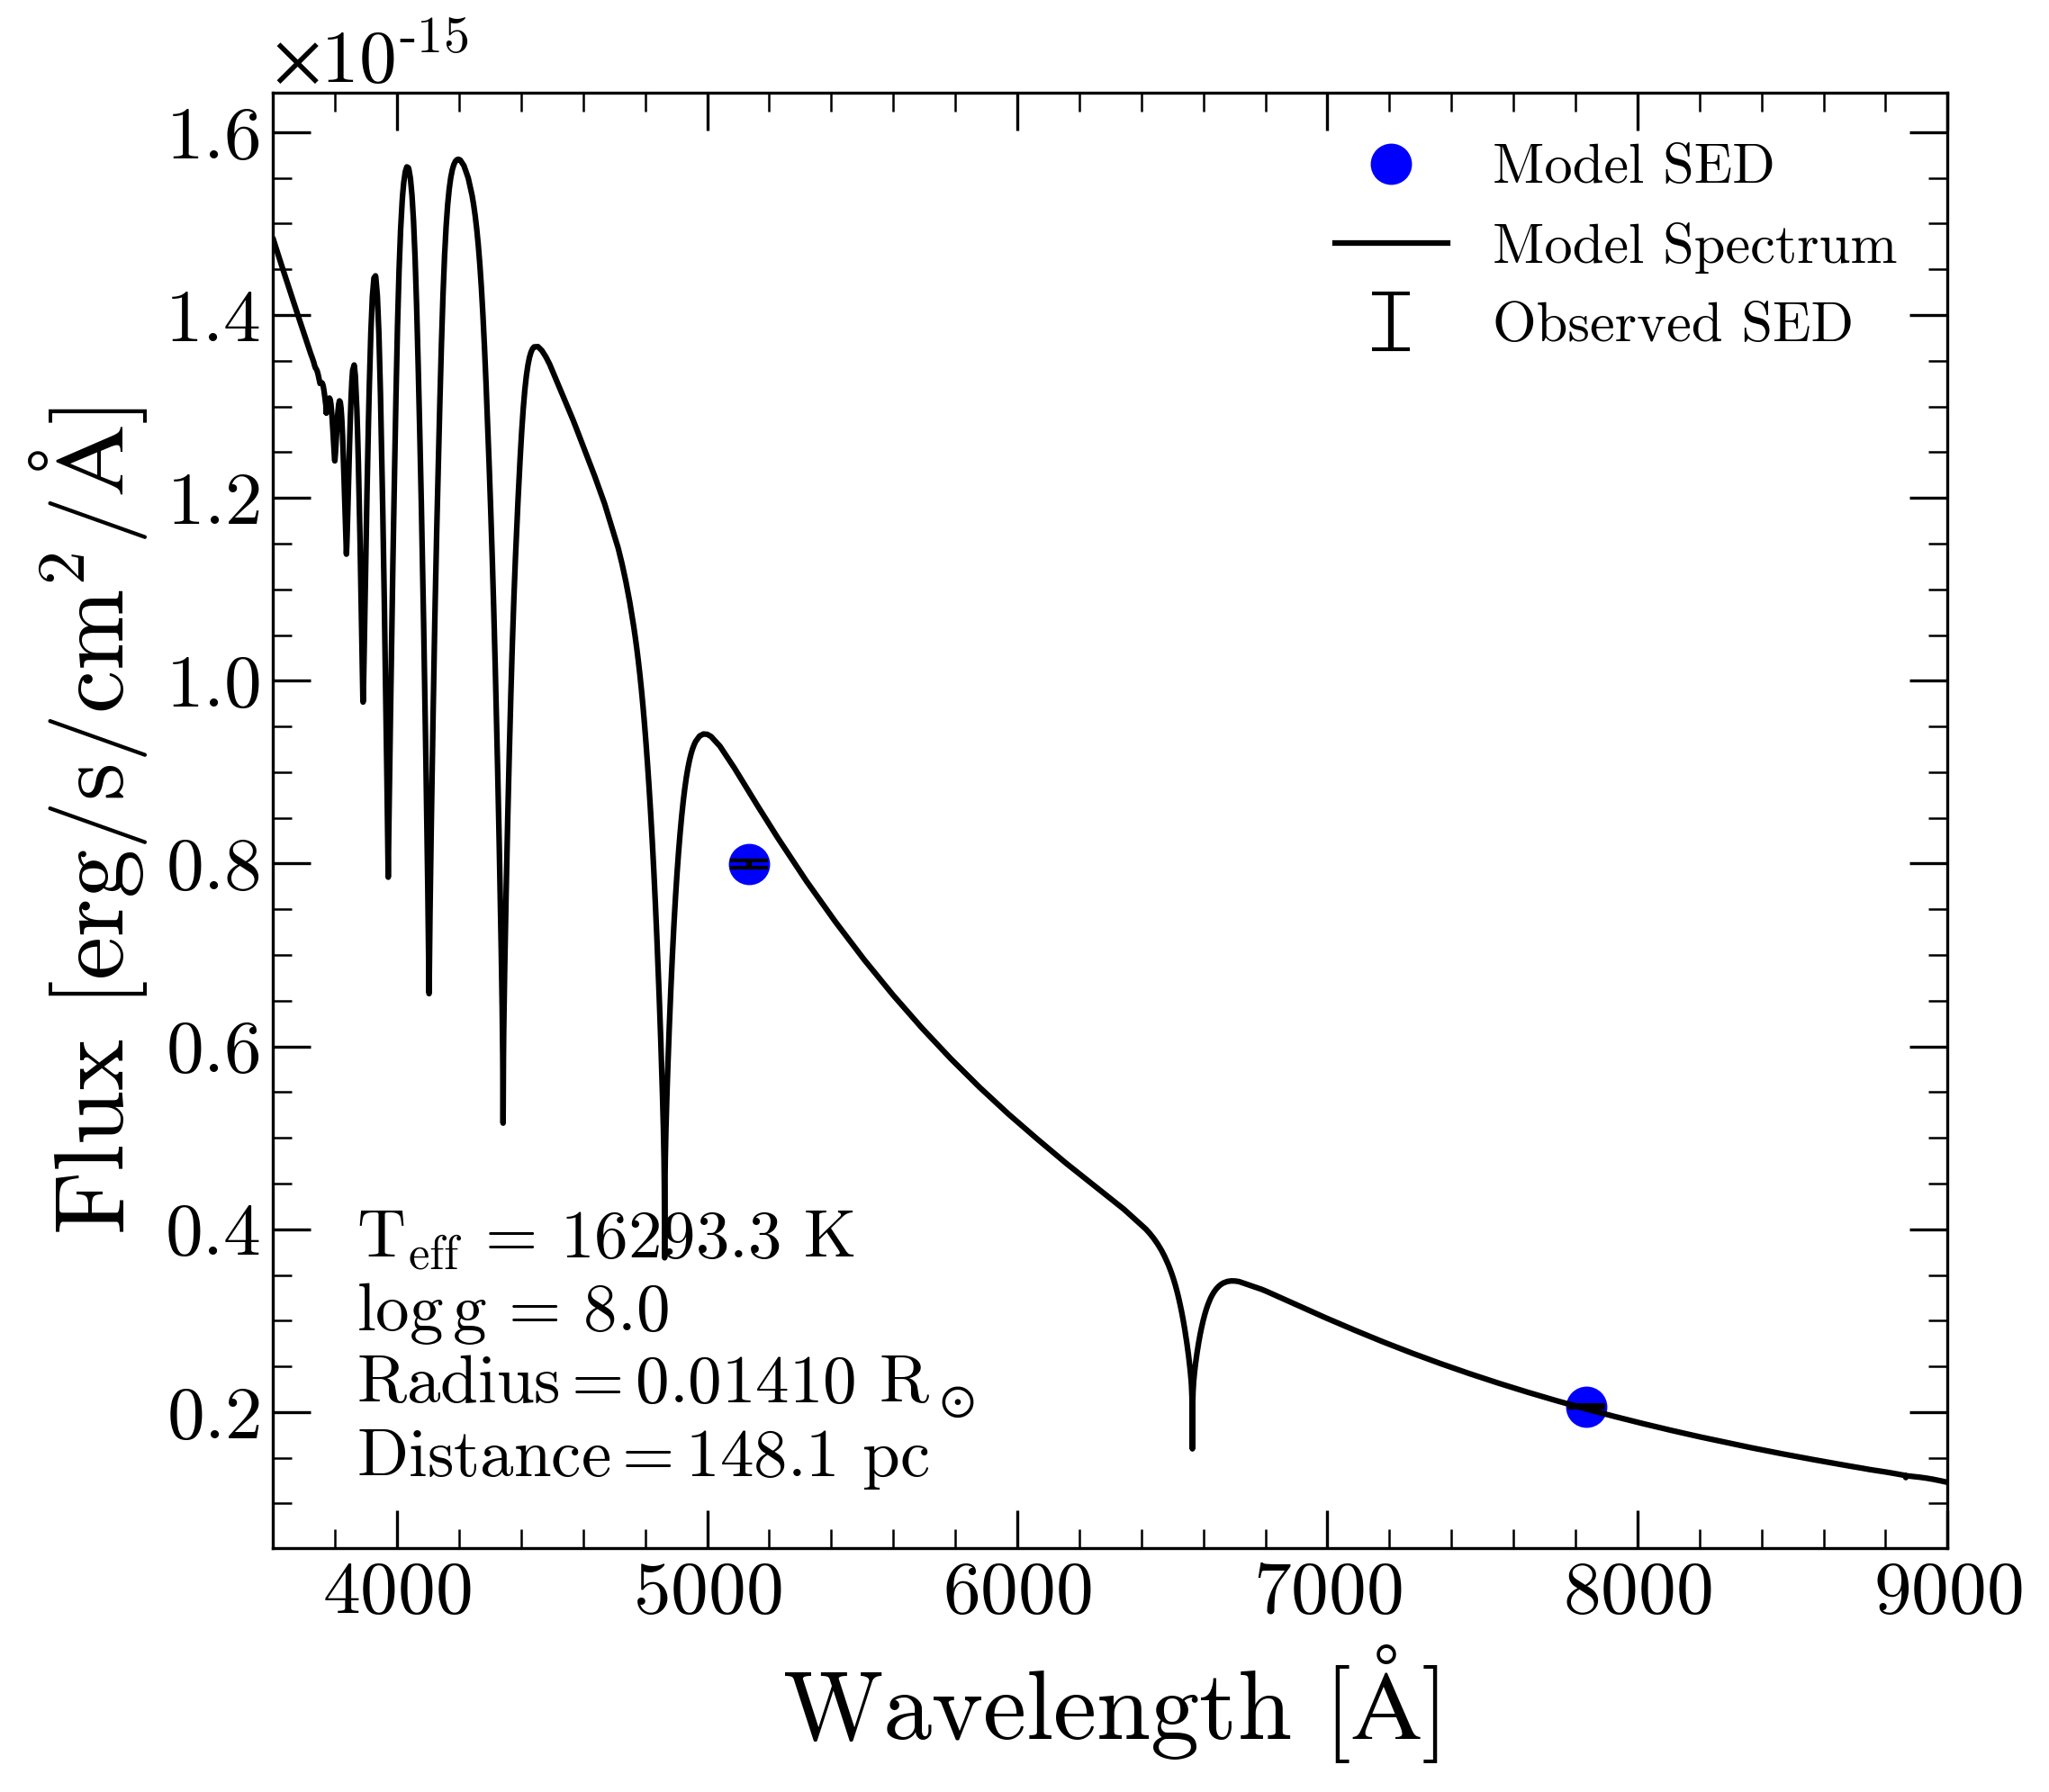 ×10-15
1.6
1.4
1.2
1.0
0.8
0.6
0.4
0.2
Flux [erg/s/cm2/Å]
Model SED
Model Spectrum
Observed SED
Teff = 16293.3 K
log g = 8.0
Radius = 0.01410 R⊙
Distance = 148.1 pc
4000 5000 6000 7000 8000 9000
Wavelength [Å]